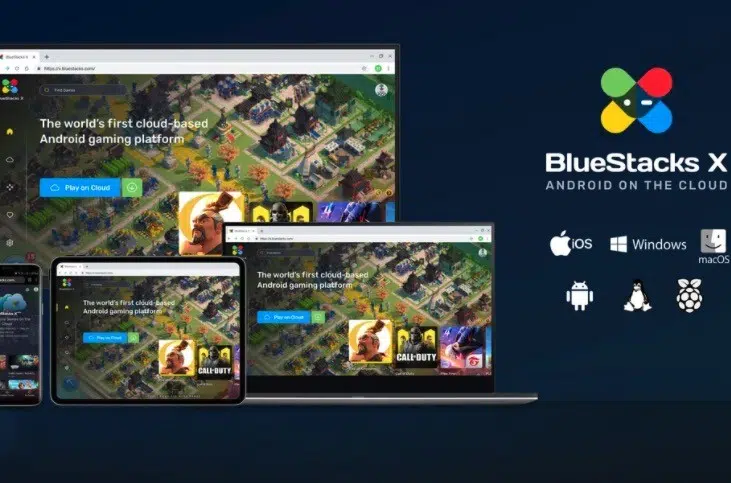 BlueStacks X
https://x.bluestacks.com/
Find Games
The world's first cloud-based
Android gaming platform
Play on Cloud
The world's first cloud-based
Android gaming platform
Play on Cloud
CALL OF DUTY
The world's first cloud-based
Android gaming platform
Play on Cloud
CALL OF DUTY
BlueStacks X
ANDROID ON THE CLOUD
iOS
Windows
macOS